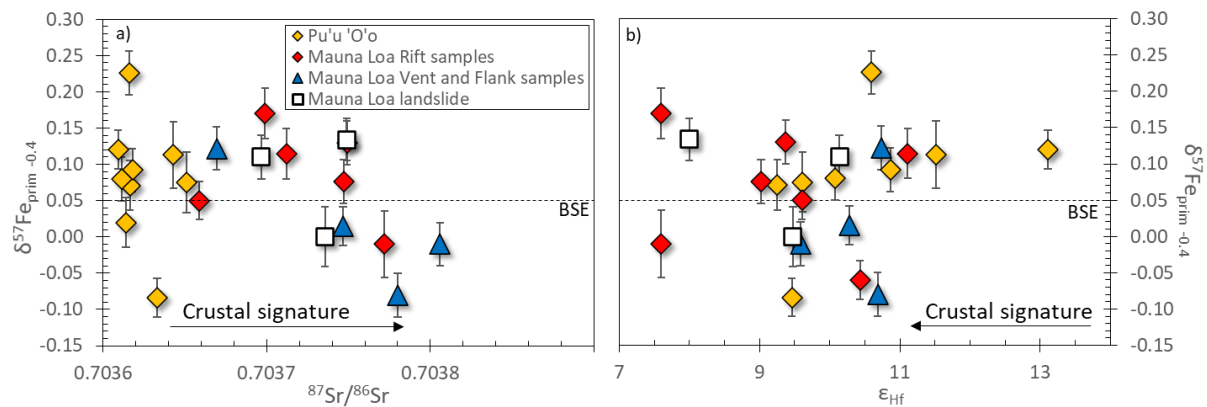 a)
0.30
0.25
0.20
0.15
0.10
0.05
0.00
-0.05
-0.10
-0.15
δ⁵⁷Fe prim -0.4
Pu'u 'O'o
Mauna Loa Rift samples
Mauna Loa Vent and Flank samples
Mauna Loa landslide
BSE
Crustal signature
0.7036
0.7037
0.7038
⁸⁷Sr/⁸⁶Sr
b)
BSE
Crustal signature
7
9
11
13
εHf
0.30
0.25
0.20
0.15
0.10
0.05
0.00
-0.05
-0.10
-0.15
δ⁵⁷Fe prim -0.4